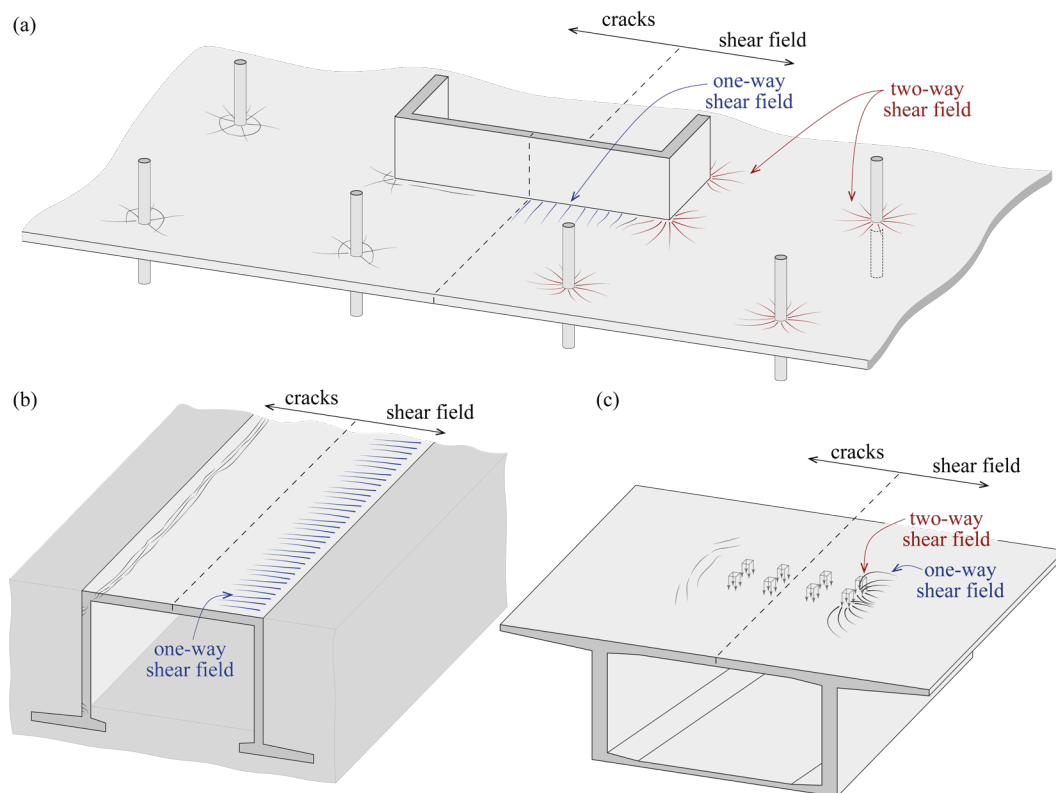 (a)
cracks
shear field
one-way
shear field
two-way
shear field
(b)
cracks
shear field
one-way
shear field
(c)
cracks
shear field
two-way
shear field
one-way
shear field